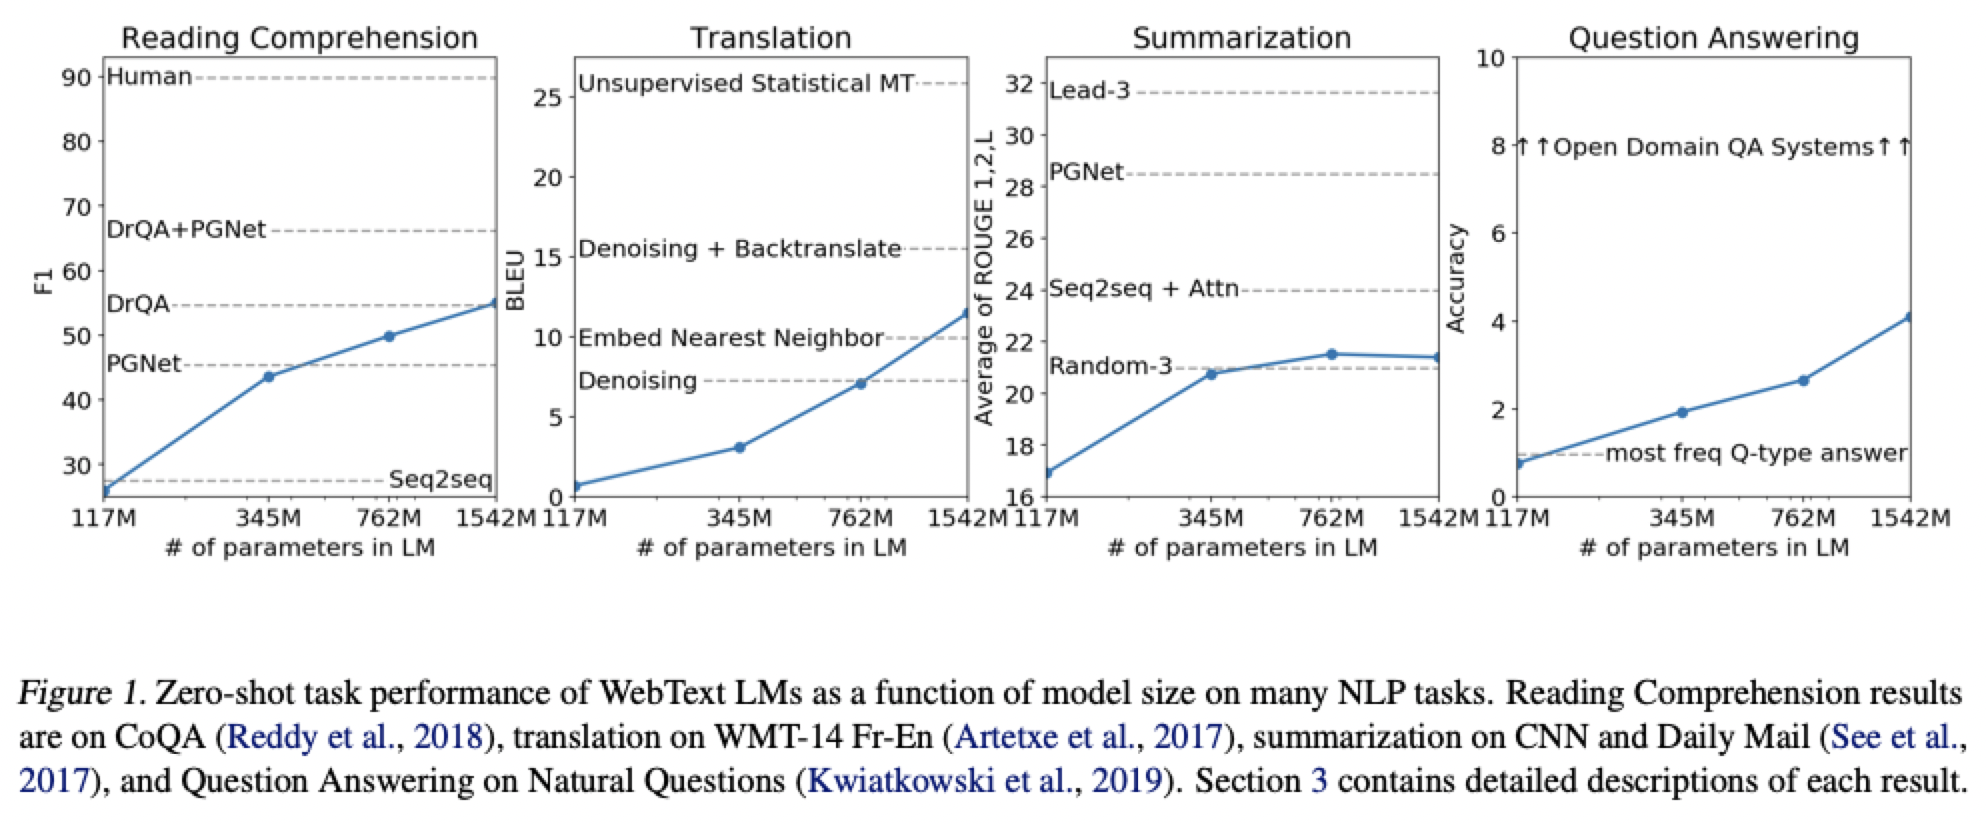 Reading Comprehension
90
80
70
60
50
40
30
F1
Human
DrQA+PGNet
DrQA
PGNet
Seq2seq
117M 345M 762M 1542M
# of parameters in LM
Translation
25
20
15
10
5
0
BLEU
Unsupervised Statistical MT
Denoising + Backtranslate
Embed Nearest Neighbor
Denoising
117M 345M 762M 1542M
# of parameters in LM
Summarization
32
30
28
26
24
22
20
18
16
Average of ROUGE 1,2,L
Lead-3
PGNet
Seq2seq + Attn
Random-3
117M 345M 762M 1542M
# of parameters in LM
Question Answering
10
8
6
4
2
0
Accuracy
↑↑Open Domain QA Systems↑↑
most freq Q-type answer
117M 345M 762M 1542M
# of parameters in LM
Figure 1. Zero-shot task performance of WebText LMs as a function of model size on many NLP tasks. Reading Comprehension results
are on CoQA (Reddy et al., 2018), translation on WMT-14 Fr-En (Artetxe et al., 2017), summarization on CNN and Daily Mail (See et al.,
2017), and Question Answering on Natural Questions (Kwiatkowski et al., 2019). Section 3 contains detailed descriptions of each result.